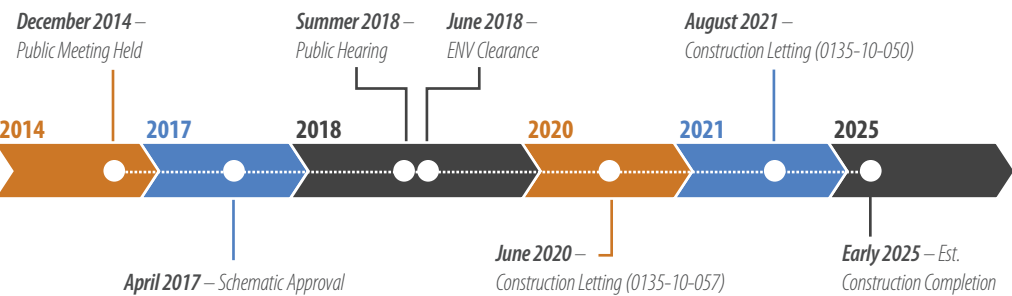 December 2014 –
Public Meeting Held
Summer 2018 –
Public Hearing
June 2018 –
ENV Clearance
August 2021 –
Construction Letting (0135-10-050)
2014
2017
2018
2020
2021
2025
April 2017 – Schematic Approval
June 2020 –
Construction Letting (0135-10-057)
Early 2025 – Est.
Construction Completion